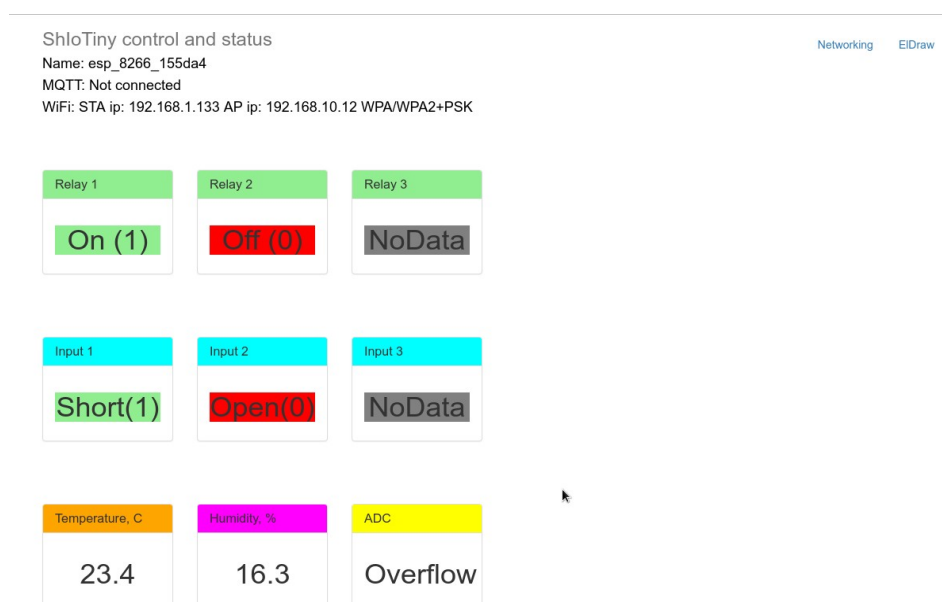 ShIoTiny control and status
Networking ElDraw
Name: esp_8266_155da4
MQTT: Not connected
WiFi: STA ip: 192.168.1.133 AP ip: 192.168.10.12 WPA/WPA2+PSK
Relay 1 Relay 2 Relay 3
On (1) Off (0) NoData
Input 1 Input 2 Input 3
Short(1) Open(0) NoData
Temperature, C Humidity, % ADC
23.4 16.3 Overflow